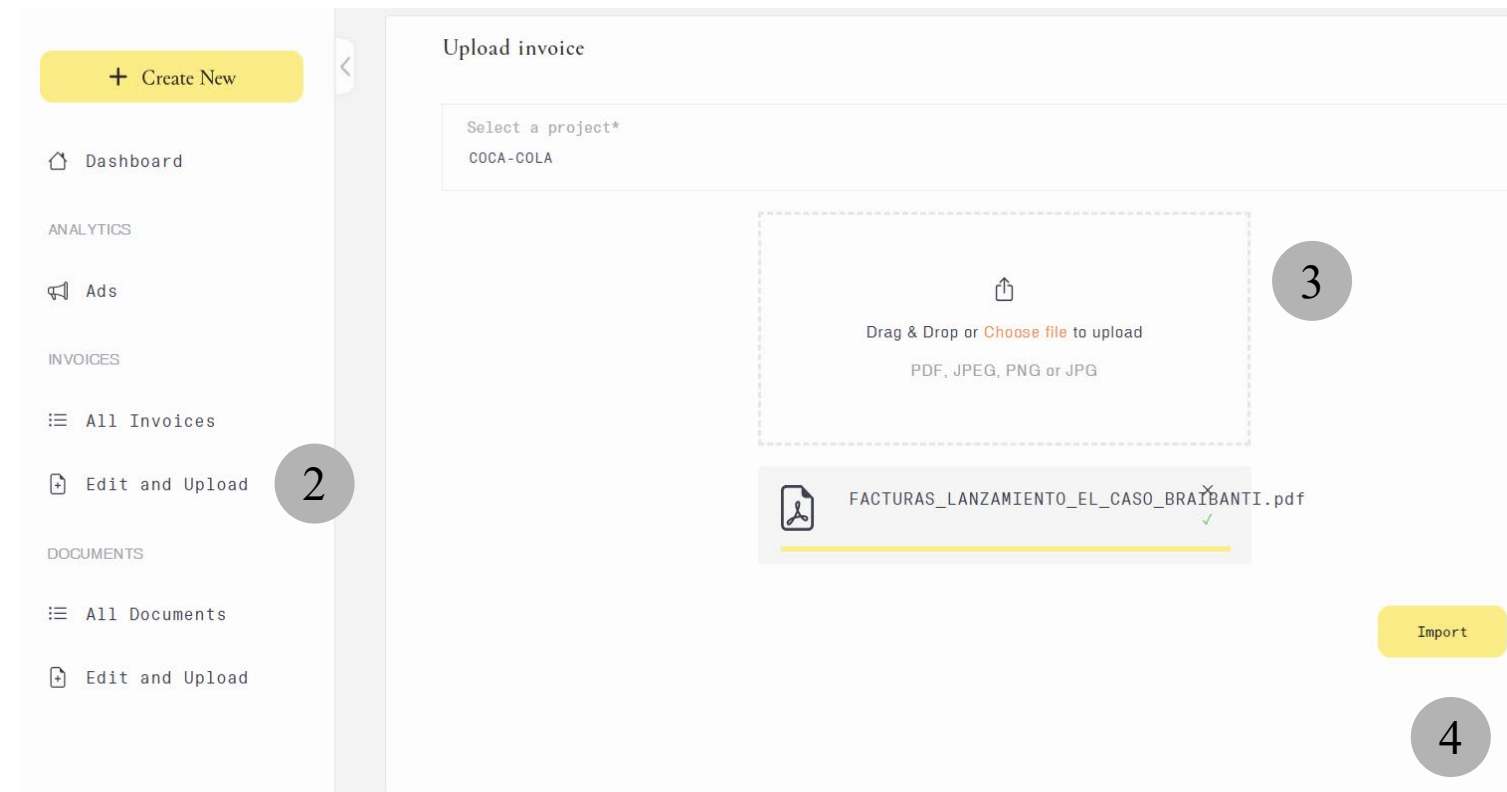 + Create New
Dashboard
ANALYTICS
Ads
INVOICES
All Invoices
Edit and Upload
2
DOCUMENTS
All Documents
Edit and Upload
Upload invoice
Select a project*
COCA-COLA
3
Drag & Drop or Choose file to upload
PDF, JPEG, PNG or JPG
FACTURAS_LANZAMIENTO_EL_CASO_BRAIBANTI.pdf
Import
4